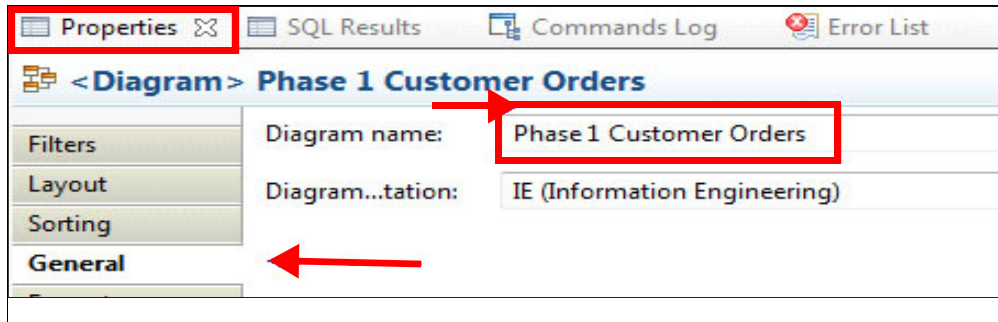 Properties SQL Results Commands Log Error List
<Diagram> Phase 1 Customer Orders
Diagram name: Phase 1 Customer Orders
Filters
Layout
Diagram...tation: IE (Information Engineering)
Sorting
General